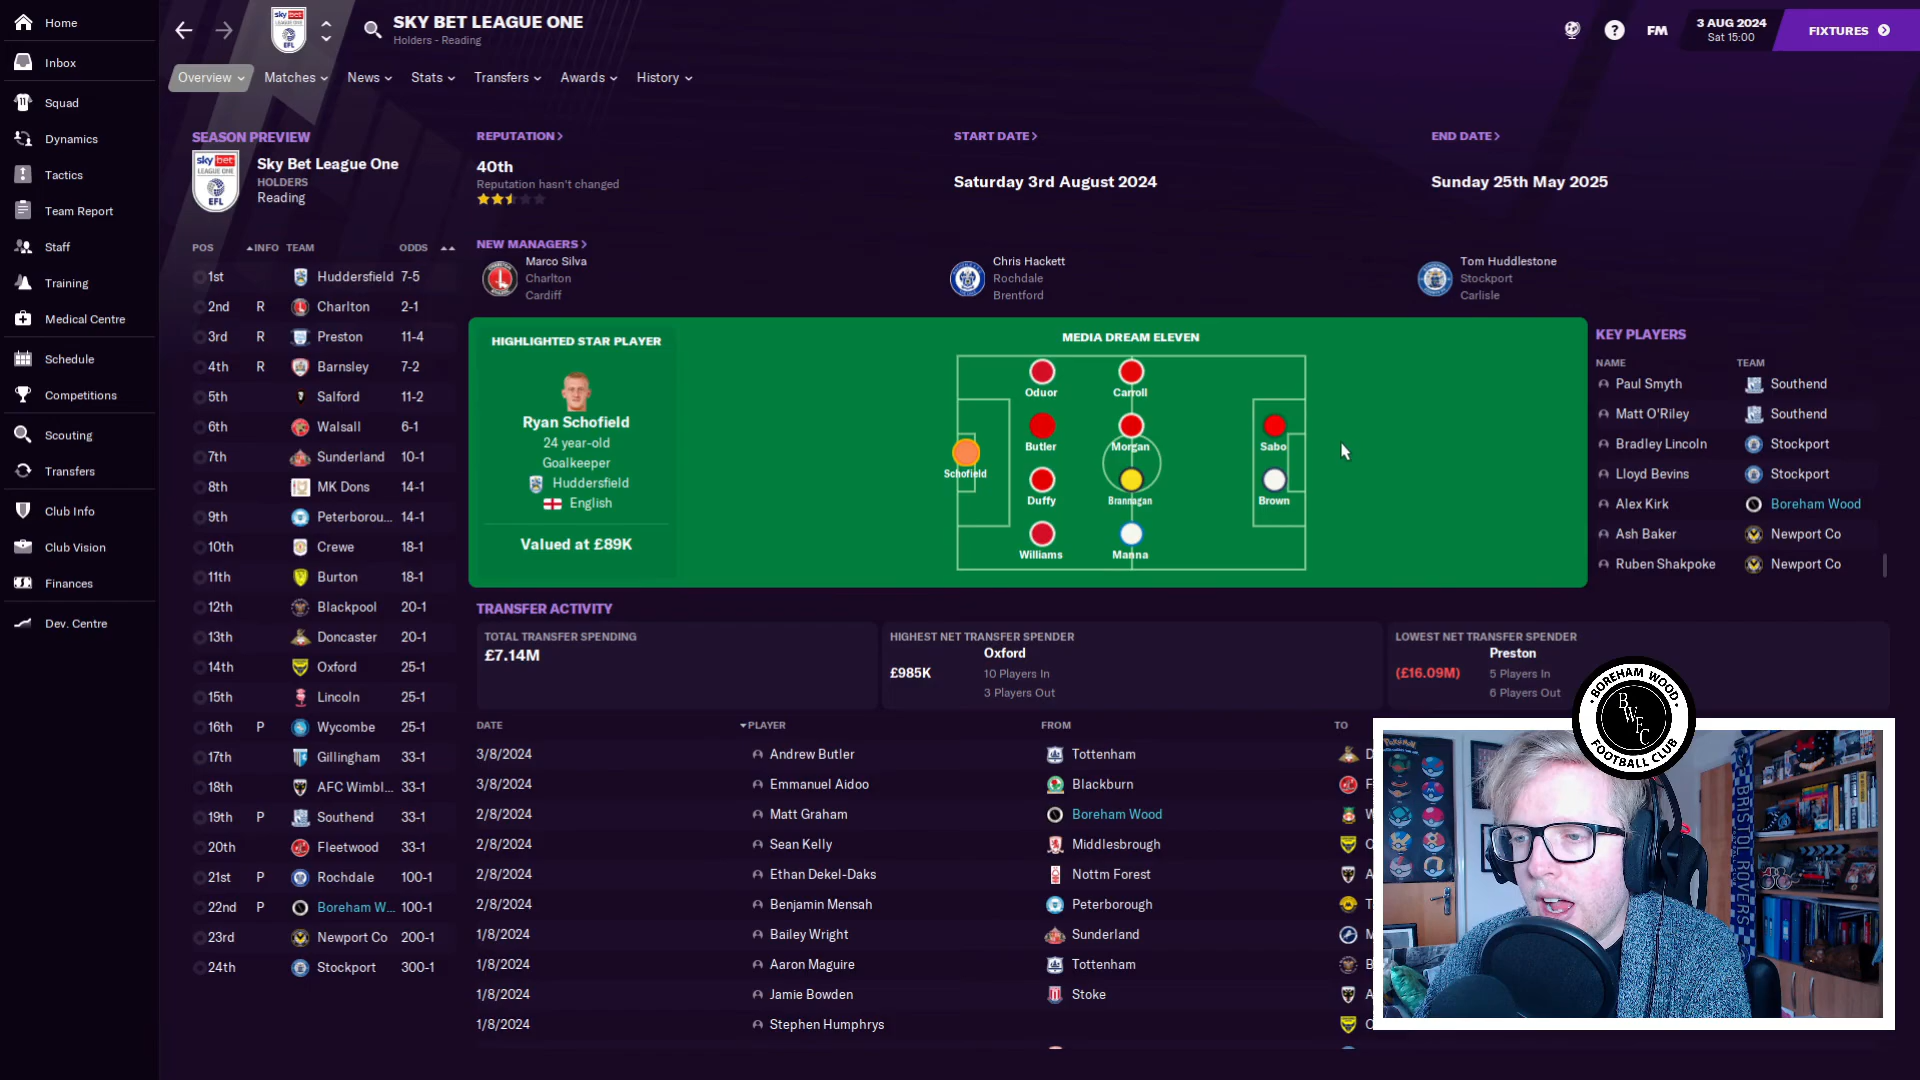 Home
Inbox
Squad
Dynamics
Tactics
Team Report
Staff
Training
Medical Centre
Schedule
Competitions
Scouting
Transfers
Club Info
Club Vision
Finances
Dev. Centre
SKY BET LEAGUE ONE
Holders - Reading
FM
3 AUG 2024
Sat 15:00
FIXTURES
Overview Matches News Stats Transfers Awards History
SEASON PREVIEW
sky bet
LEAGUE ONE
EFL
Sky Bet League One
HOLDERS
Reading
REPUTATION
40th
Reputation hasn't changed
START DATE
Saturday 3rd August 2024
END DATE
Sunday 25th May 2025
NEW MANAGERS
Marco Silva
Charlton
Cardiff
Chris Hackett
Rochdale
Brentford
Tom Huddlestone
Stockport
Carlisle
POS INFO TEAM ODDS
1st Huddersfield 7-5
2nd R Charlton 2-1
3rd R Preston 11-4
4th R Barnsley 7-2
5th Salford 11-2
6th Walsall 6-1
7th Sunderland 10-1
8th MK Dons 14-1
9th Peterborou... 14-1
10th Crewe 18-1
11th Burton 18-1
12th Blackpool 20-1
13th Doncaster 20-1
14th Oxford 25-1
15th Lincoln 25-1
16th P Wycombe 25-1
17th Gillingham 33-1
18th AFC Wimbl... 33-1
19th P Southend 33-1
20th Fleetwood 33-1
21st P Rochdale 100-1
22nd P Boreham W... 100-1
23rd Newport Co 200-1
24th Stockport 300-1
HIGHLIGHTED STAR PLAYER
Ryan Schofield
24 year-old
Goalkeeper
Huddersfield
English
Valued at £89K
MEDIA DREAM ELEVEN
Oduor Carroll
Butler Morgan Sabo
Schofield
Duffy Brannagan Brown
Williams Manna
KEY PLAYERS
NAME TEAM
Paul Smyth Southend
Matt O'Riley Southend
Bradley Lincoln Stockport
Lloyd Bevins Stockport
Alex Kirk Boreham Wood
Ash Baker Newport Co
Ruben Shakpoke Newport Co
TRANSFER ACTIVITY
TOTAL TRANSFER SPENDING
£7.14M
HIGHEST NET TRANSFER SPENDER
Oxford
£985K 10 Players In
3 Players Out
LOWEST NET TRANSFER SPENDER
Preston
(£16.09M) 5 Players In
6 Players Out
DATE PLAYER FROM TO
3/8/2024 Andrew Butler Tottenham D
3/8/2024 Emmanuel Aidoo Blackburn F
2/8/2024 Matt Graham Boreham Wood W
2/8/2024 Sean Kelly Middlesbrough O
2/8/2024 Ethan Dekel-Daks Nottm Forest A
2/8/2024 Benjamin Mensah Peterborough T
1/8/2024 Bailey Wright Sunderland M
1/8/2024 Aaron Maguire Tottenham B
1/8/2024 Jamie Bowden Stoke A
1/8/2024 Stephen Humphrys O
BOREHAM WOOD
BWFC
FOOTBALL CLUB
BRISTOL ROVERS